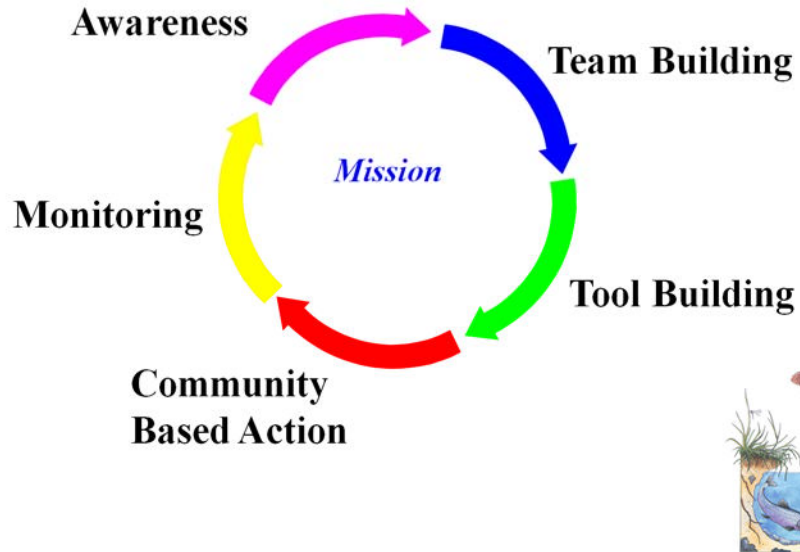 Awareness
Team Building
Mission
Monitoring
Tool Building
Community
Based Action